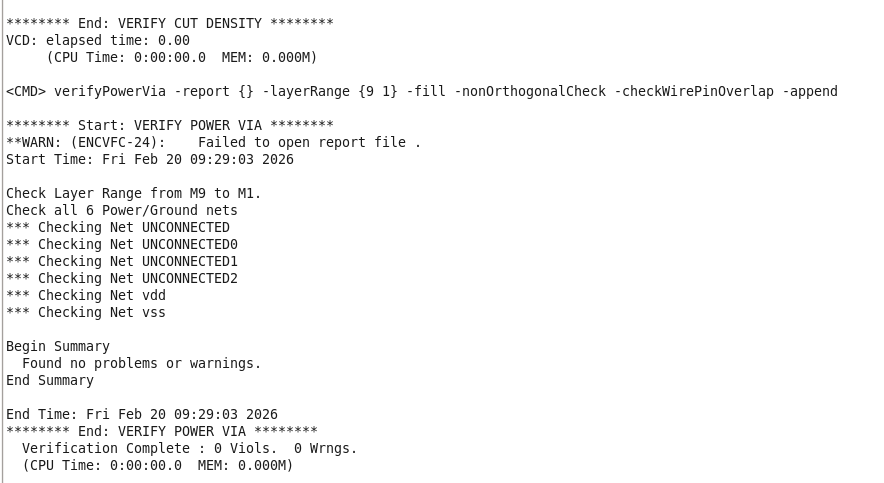 ******** End: VERIFY CUT DENSITY ********
VCD: elapsed time: 0.00
     (CPU Time: 0:00:00.0  MEM: 0.000M)

<CMD> verifyPowerVia -report {} -layerRange {9 1} -fill -nonOrthogonalCheck -checkWirePinOverlap -append

******** Start: VERIFY POWER VIA ********
**WARN: (ENCVFC-24):    Failed to open report file .
Start Time: Fri Feb 20 09:29:03 2026

Check Layer Range from M9 to M1.
Check all 6 Power/Ground nets
*** Checking Net UNCONNECTED
*** Checking Net UNCONNECTED0
*** Checking Net UNCONNECTED1
*** Checking Net UNCONNECTED2
*** Checking Net vdd
*** Checking Net vss

Begin Summary
  Found no problems or warnings.
End Summary

End Time: Fri Feb 20 09:29:03 2026
******** End: VERIFY POWER VIA ********
  Verification Complete : 0 Viols.  0 Wrngs.
  (CPU Time: 0:00:00.0  MEM: 0.000M)